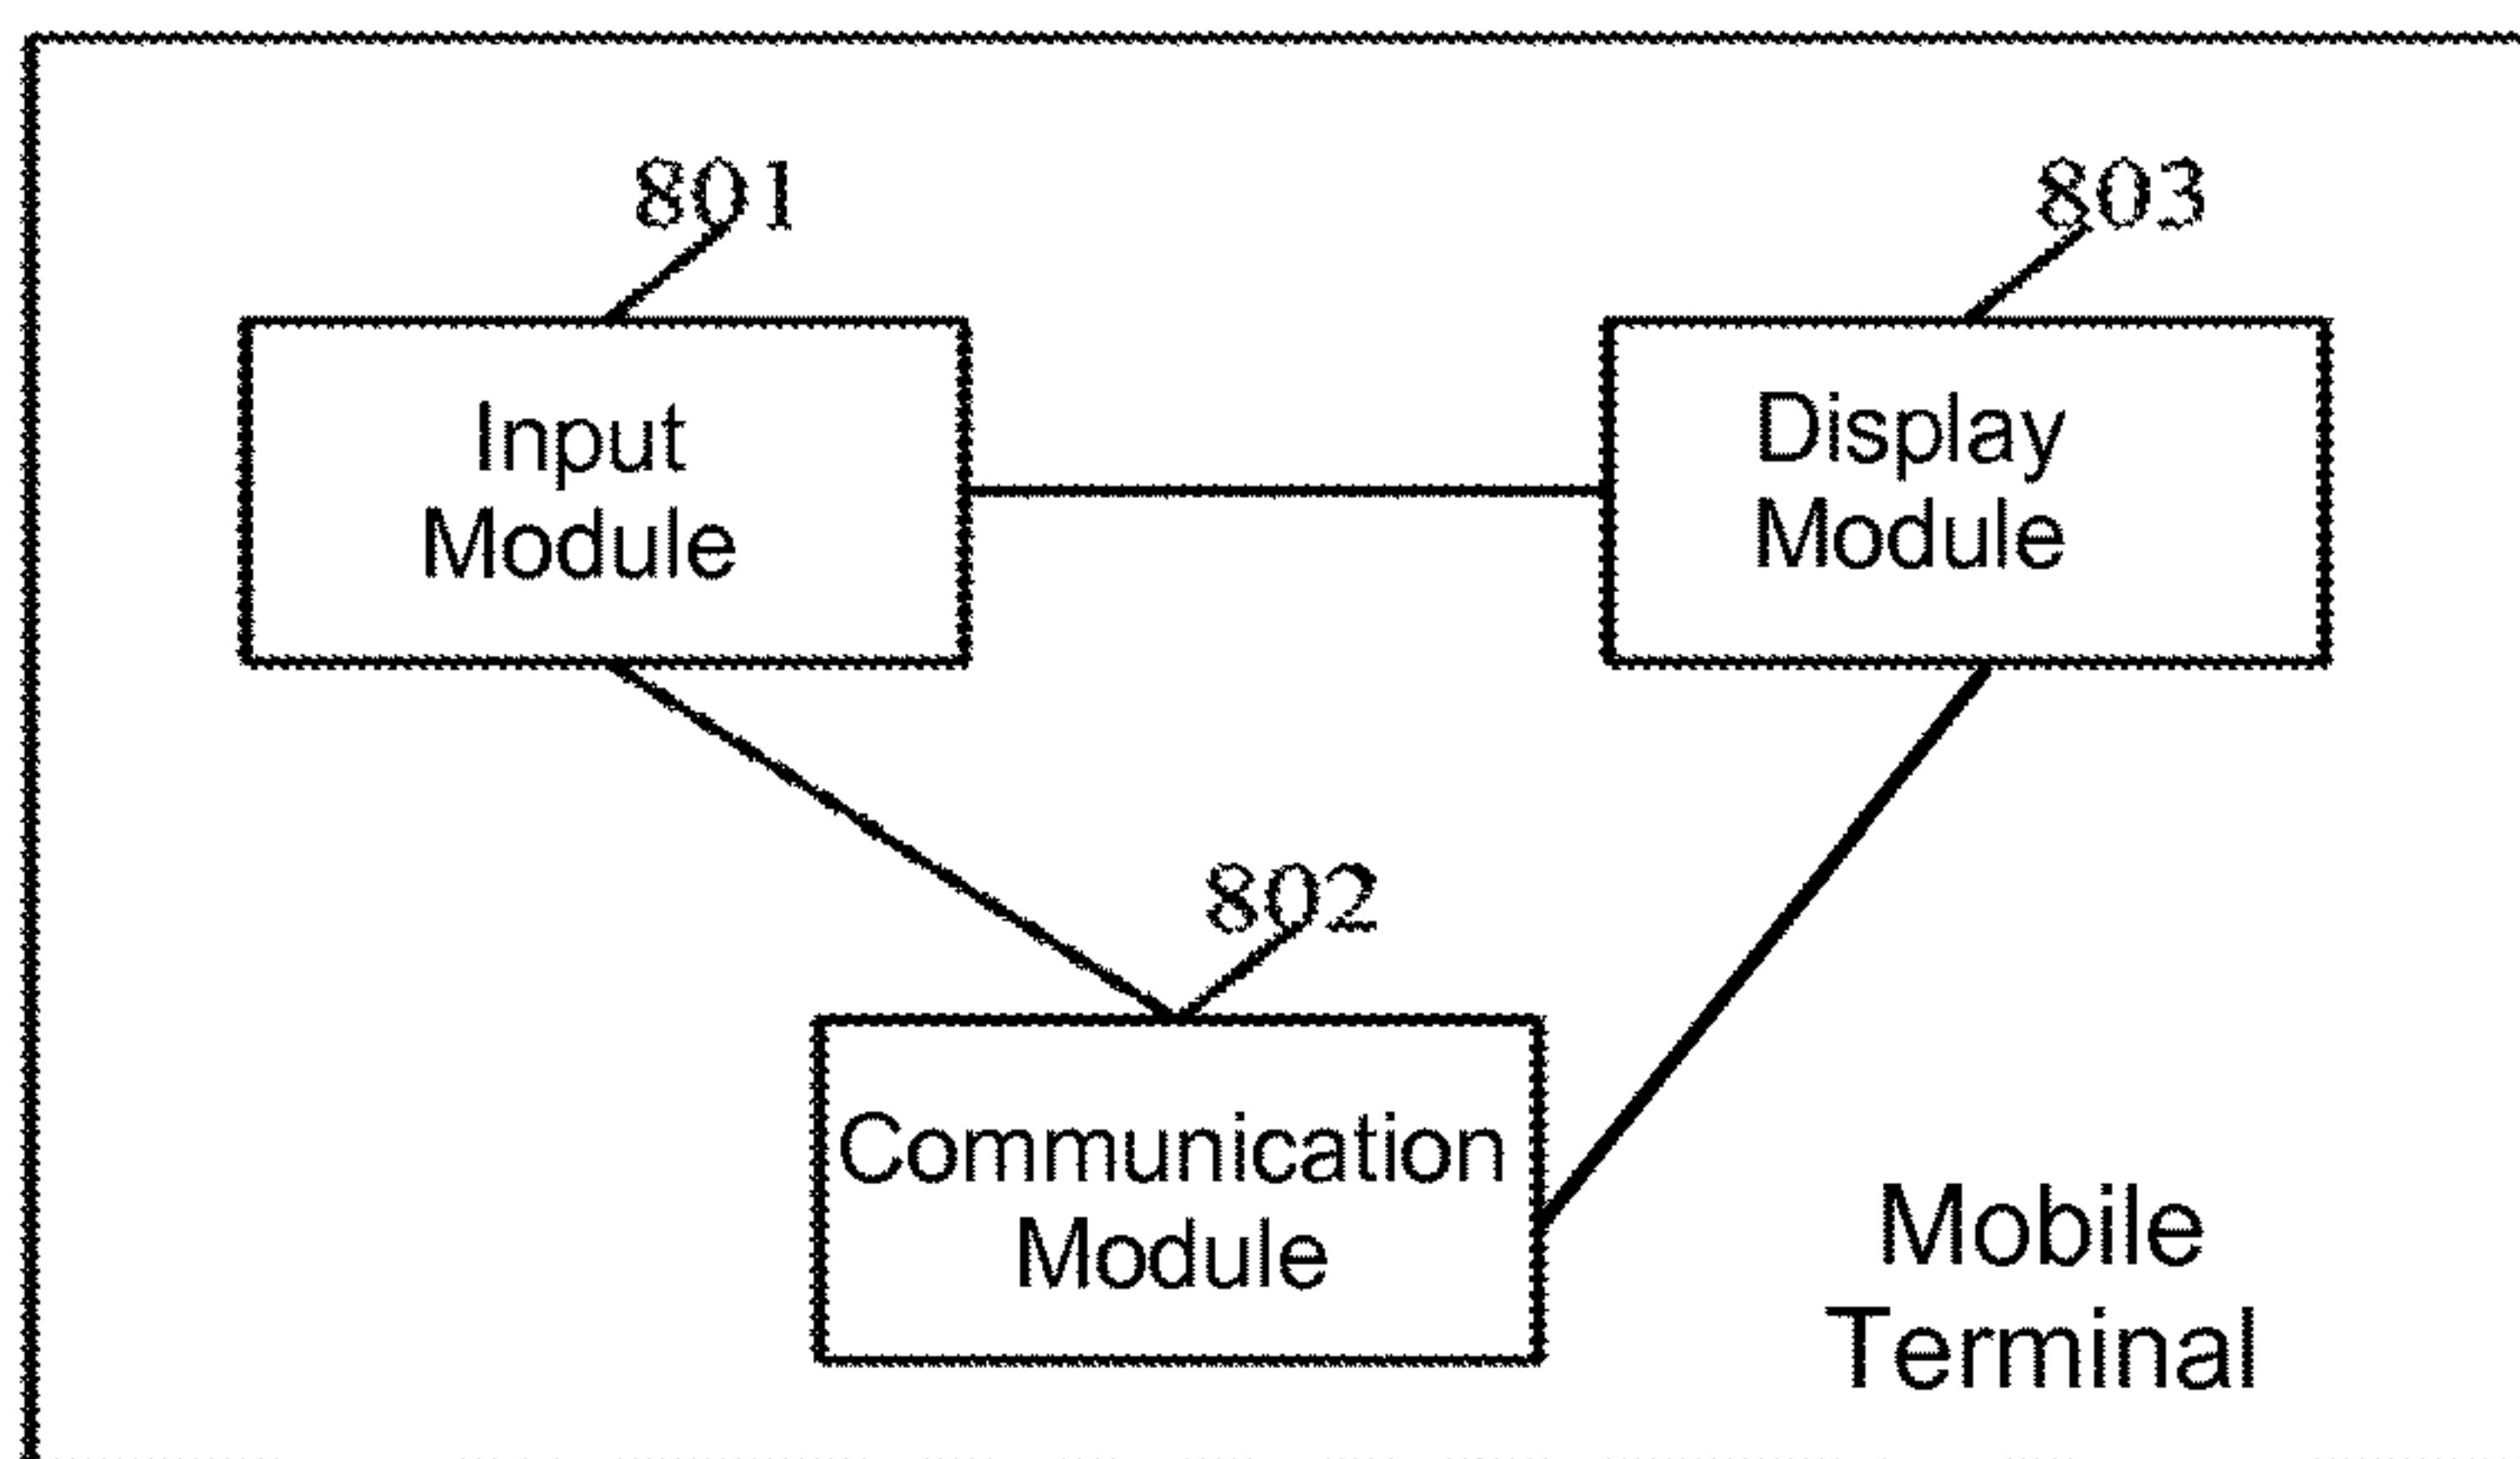 801
803
Input
Module
Display
Module
802
Communication
Module
Mobile
Terminal